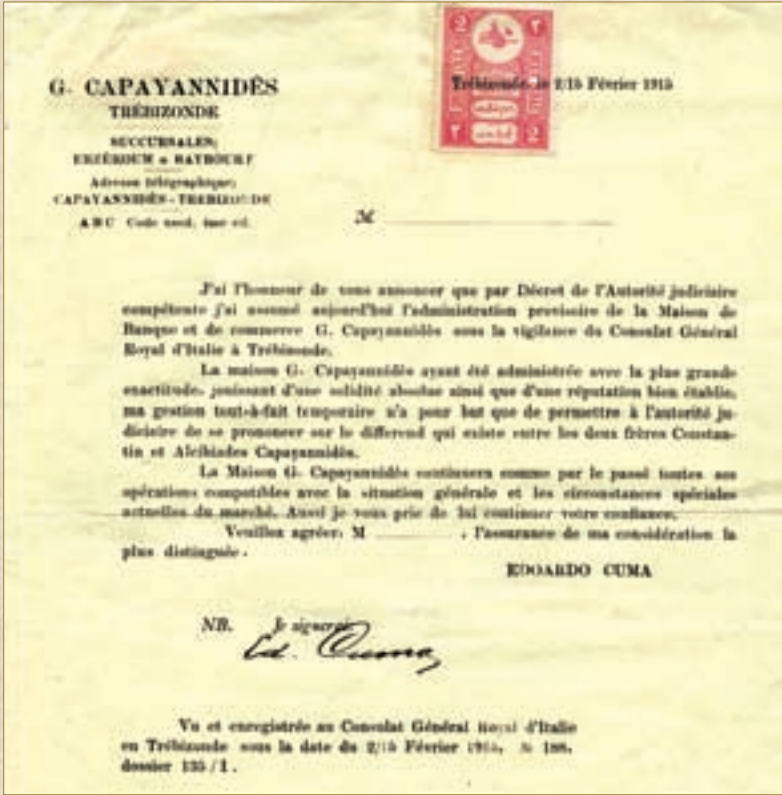 G. CAPAYANNIDÈS
TRÉBIZONDE
SUCCURSALES:
ERZÉROUM & BAYBOURT
Adresse télégraphique:
CAPAYANNIDÈS-TREBIZONDE
ABC Code used, 5me ed.
2 ٢
٢ 2
Trébizonde, le 2/15 Février 1915
M
J'ai l'honneur de vous annoncer que par Décret de l'Autorité judiciaire
compétente j'ai assumé aujourd'hui l'administration provisoire de la Maison de
Banque et de commerce G. Capayannidès sous la vigilance du Consulat Général
Royal d'Italie à Trébizonde.
La maison G. Capayannidès ayant été administrée avec la plus grande
exactitude, jouissant d'une solidité absolue ainsi que d'une réputation bien établie,
ma gestion tout-à-fait temporaire n'a pour but que de permettre à l'autorité ju-
diciaire de se prononcer sur le differend qui existe entre les deux frères Constan-
tin et Alcibiades Capayannidès.
La Maison G. Capayannidès continuera comme par le passé toutes ses
opérations compatibles avec la situation générale et les circonstances spéciales
actuelles du marché. Aussi je vous prie de lui continuer votre confiance.
Veuillez agréer, M , l'assurance de ma considération la
plus distinguée.
EDOARDO CUMA
NB. Je signerai
Ed. Cuma
Vu et enregistrée au Consulat Général Royal d'Italie
en Trébizonde sous la date du 2/15 Février 1915, № 188.
dossier 135/1.